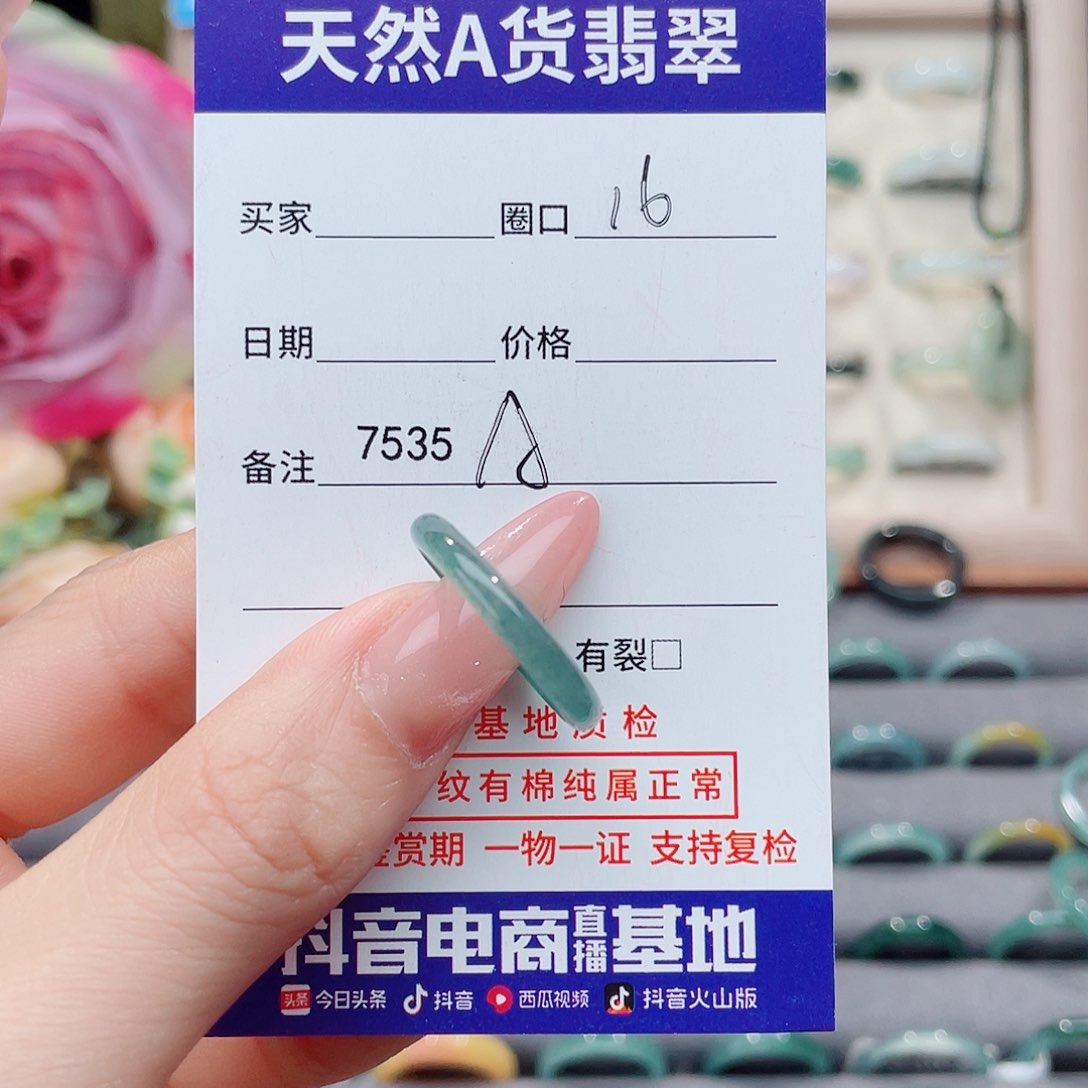 天然A货翡翠
买家 圈口 16
日期 价格
备注 7535
有裂□
基地质检
纹有棉纯属正常
鉴赏期 一物一证 支持复检
抖音电商直播基地
头条 今日头条 抖音 西瓜视频 抖音火山版